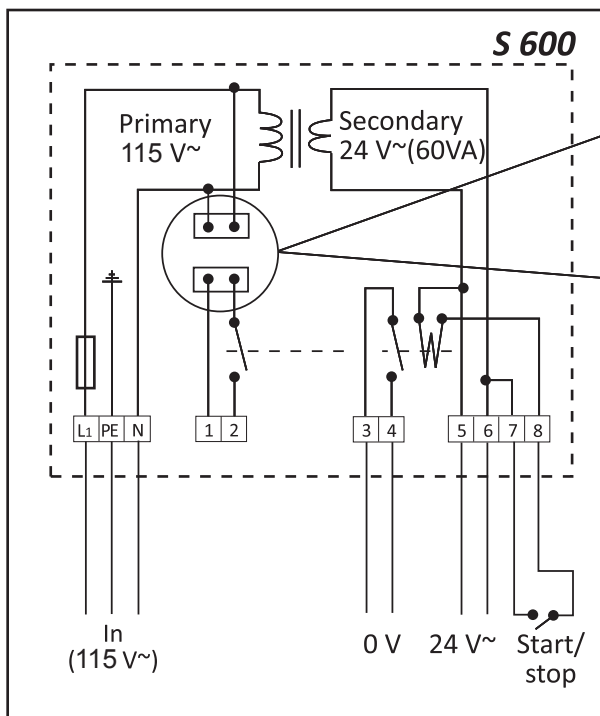 S 600
Primary
115 V~
Secondary
24 V~(60VA)
L1 PE N 1 2 3 4 5 6 7 8
In
(115 V~)
0 V
24 V~
Start/
stop